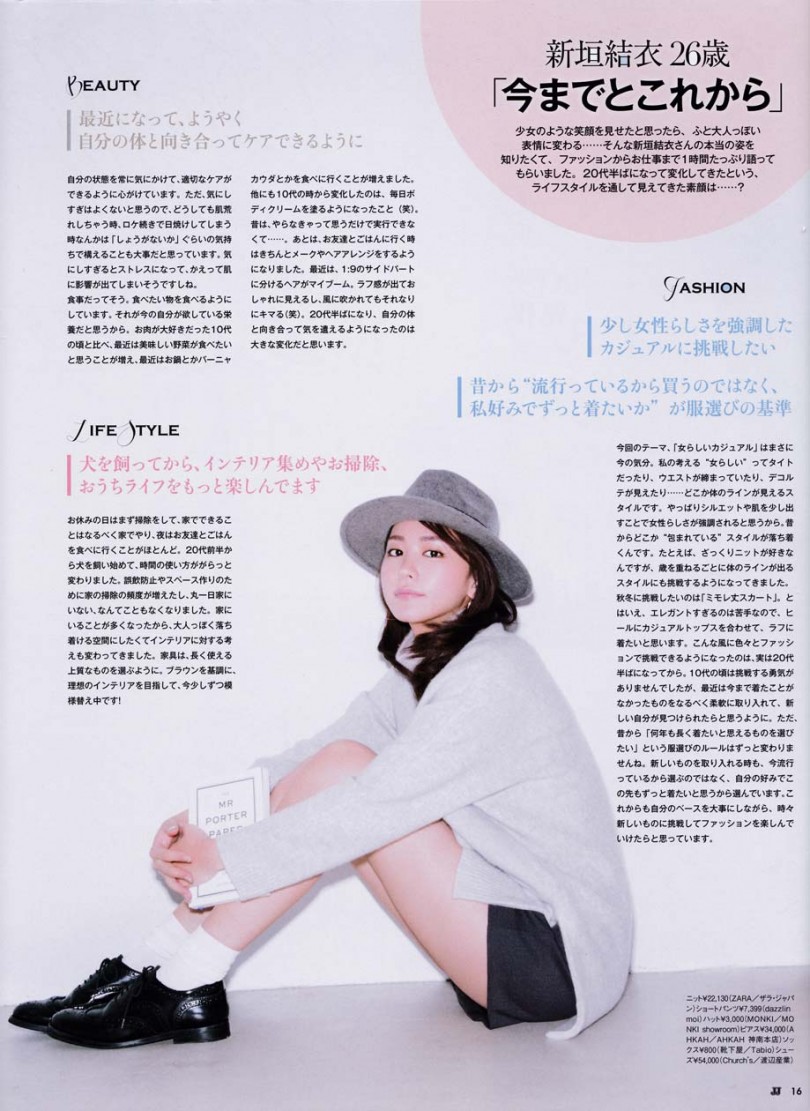 新垣結衣 26歳
「今までとこれから」
少女のような笑顔を見せたと思ったら、ふと大人っぽい
表情に変わる……そんな新垣結衣さんの本当の姿を
知りたくて、ファッションからお仕事まで1時間たっぷり語って
もらいました。20代半ばになって変化してきたという、
ライフスタイルを通して見えてきた素顔は……?
BEAUTY
最近になって、ようやく
自分の体と向き合ってケアできるように
自分の状態を常に気にかけて、適切なケアが
できるように心がけています。ただ、気にし
すぎはよくないと思うので、どうしても肌荒
れしちゃう時、ロケ続きで日焼けしてしまう
時なんかは「しょうがないか」ぐらいの気持
ちで構えることも大事だと思っています。気
にしすぎるとストレスになって、かえって肌
に影響が出てしまいそうですしね。
食事だってそう。食べたい物を食べるように
しています。それが今の自分が欲している栄
養だと思うから。お肉が大好きだった10代
の頃と比べ、最近は美味しい野菜が食べたい
と思うことが増え、最近はお鍋とかバーニャ
カウダとかを食べに行くことが増えました。
他にも10代の時から変化したのは、毎日ボ
ディクリームを塗るようになったこと（笑）。
昔は、やらなきゃって思うだけで実行できな
くて……。あとは、お友達とごはんに行く時
はきちんとメークやヘアアレンジをするよう
になりました。最近は、1:9のサイドパート
に分けるヘアがマイブーム。ラフ感が出てお
しゃれに見えるし、風に吹かれてもそれなり
にキマる（笑）。20代半ばになり、自分の体
と向き合って気を遣えるようになったのは
大きな変化だと思います。
LIFE STYLE
犬を飼ってから、インテリア集めやお掃除、
おうちライフをもっと楽しんでます
お休みの日はまず掃除をして、家でできるこ
とはなるべく家でやり、夜はお友達とごはん
を食べに行くことがほとんど。20代前半か
ら犬を飼い始めて、時間の使い方ががらっと
変わりました。誤飲防止やスペース作りのた
めに家の掃除の頻度が増えたし、丸一日家に
いない、なんてこともなくなりました。家に
いることが多くなったから、大人っぽく落ち
着ける空間にしたくてインテリアに対する考
えも変わってきました。家具は、長く使える
上質なものを選ぶように。ブラウンを基調に、
理想のインテリアを目指して、今少しずつ模
様替え中です!
FASHION
少し女性らしさを強調した
カジュアルに挑戦したい
昔から“流行っているから買うのではなく、
私好みでずっと着たいか”が服選びの基準
今回のテーマ、「女らしいカジュアル」はまさに
今の気分。私の考える“女らしい”ってタイト
だったり、ウエストが締まっていたり、デコル
テが見えたり……どこか体のラインが見えるス
タイルです。やっぱりシルエットや肌を少し出
すことで女性らしさが強調されると思うから。昔
からどこか“包まれている”スタイルが落ち着
くんです。たとえば、ざっくりニットが好きな
んですが、歳を重ねるごとに体のラインが出る
スタイルにも挑戦するようになってきました。
秋冬に挑戦したいのは「ミモレ丈スカート」。と
はいえ、エレガントすぎるのは苦手なので、ヒ
ールにカジュアルトップスを合わせて、ラフに
着たいと思います。こんな風に色々とファッシ
ョンで挑戦できるようになったのは、実は20代
半ばになってから。10代の頃は挑戦する勇気が
ありませんでしたが、最近は今まで着たことが
なかったものをなるべく柔軟に取り入れて、新
しい自分が見つけられたらと思うように。ただ、
昔から「何年も長く着たいと思えるものを選び
たい」という服選びのルールはずっと変わりま
せんね。新しいものを取り入れる時も、今流行
っているから選ぶのではなく、自分の好みでこ
の先もずっと着たいと思うから選んでいます。こ
れからも自分のベースを大事にしながら、時々
新しいものに挑戦してファッションを楽しんで
いけたらと思っています。
THE
MR
PORTER
PAPER
ニット¥22,130（ZARA／ザラ・ジャパ
ン）ショートパンツ¥7,399（dazzlin
moi）ハット¥3,000（MONKI／MO
NKI showroom）ピアス¥34,000（A
HKAH／AHKAH 神南本店）ソッ
クス¥800（靴下屋／Tabio）シュー
ズ¥54,000（Church's／渡辺産業）
JJ 16